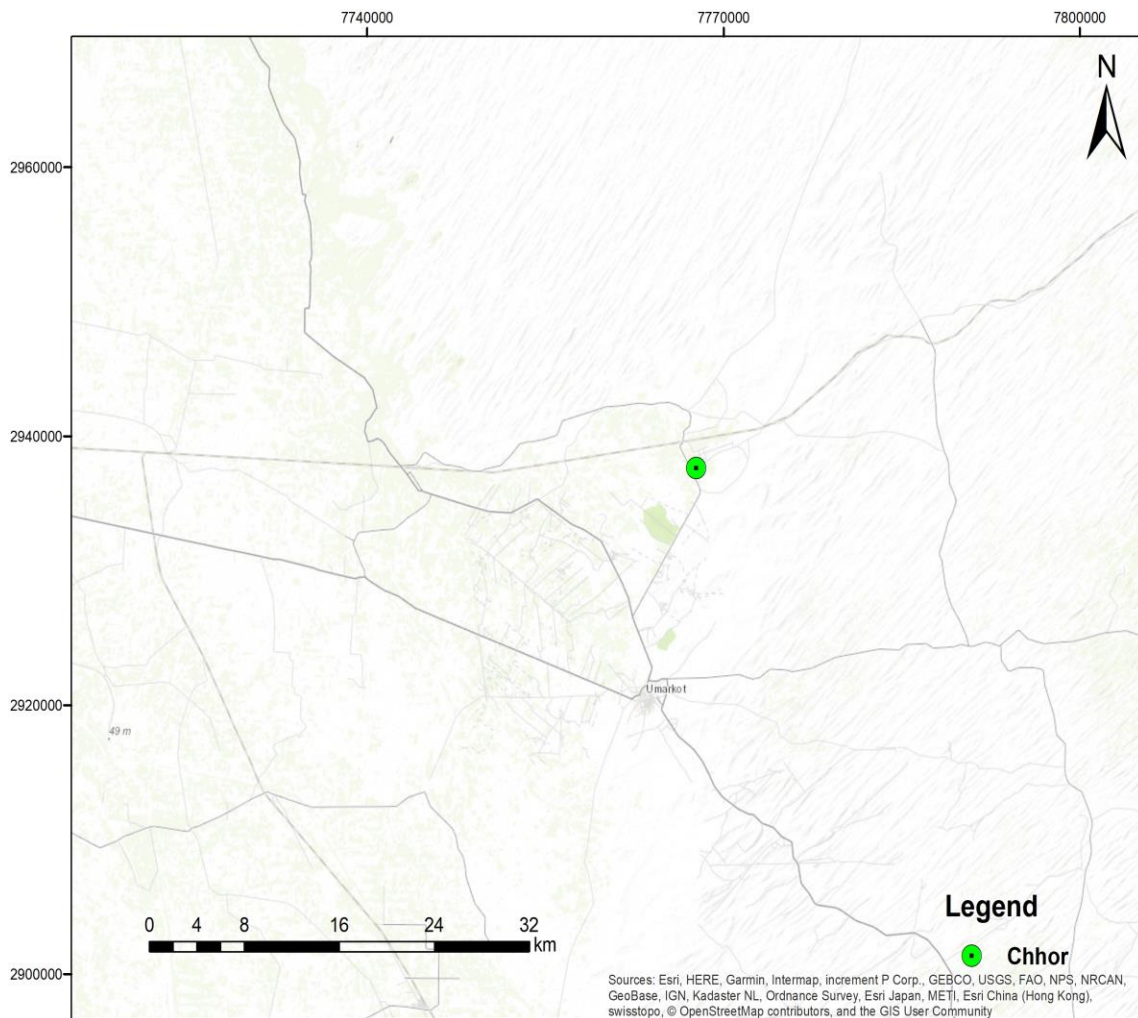 7740000 7770000 7800000
N
2960000
2940000
Umarkot
2920000
49 m
Legend
0 4 8 16 24 32
km
Chhor
2900000
Sources: Esri, HERE, Garmin, Intermap, increment P Corp., GEBCO, USGS, FAO, NPS, NRCAN,
GeoBase, IGN, Kadaster NL, Ordnance Survey, Esri Japan, METI, Esri China (Hong Kong),
swisstopo, © OpenStreetMap contributors, and the GIS User Community